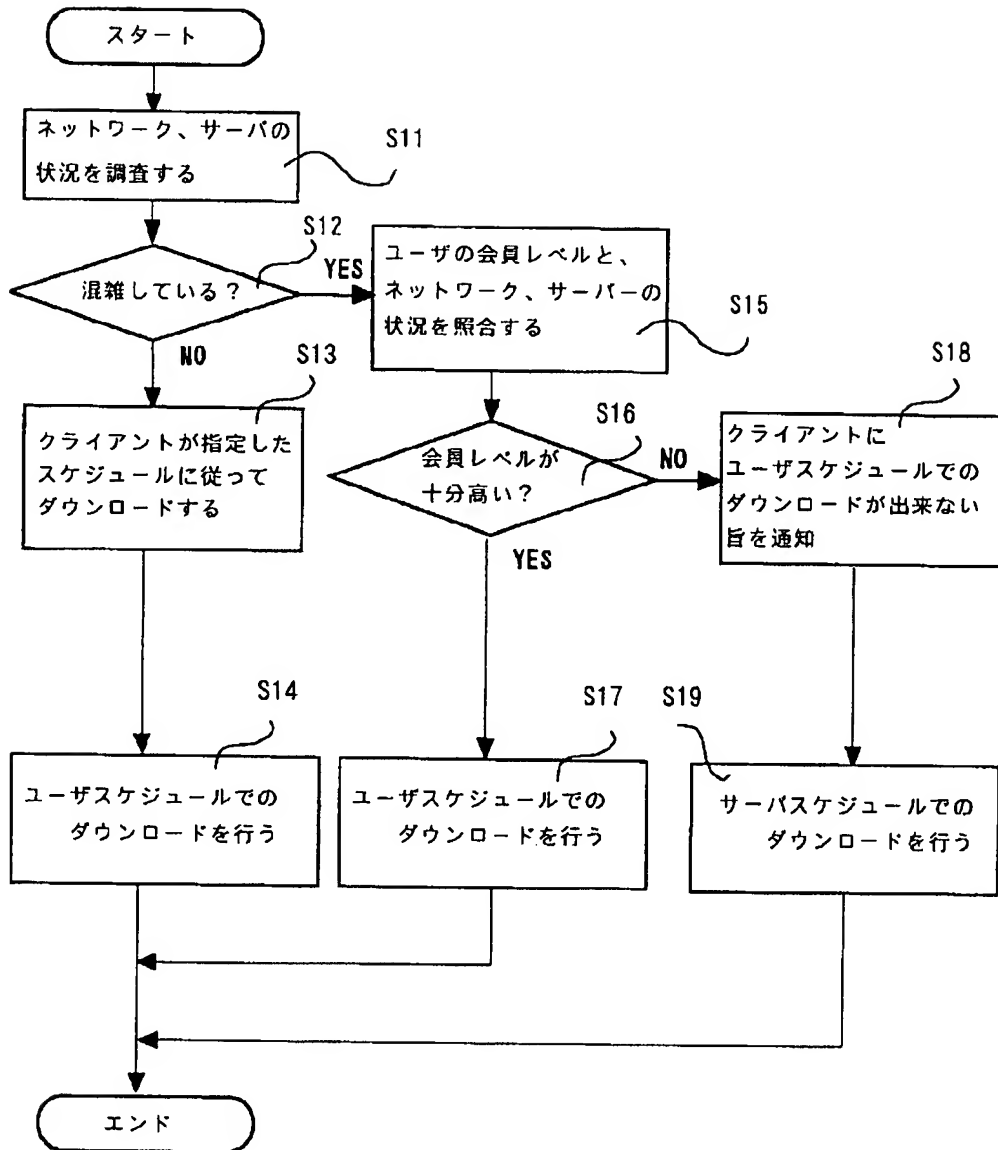 スタート
ネットワーク、サーバの
状況を調査する
S11
混雑している？
S12
YES
NO
クライアントが指定した
スケジュールに従って
ダウンロードする
S13
ユーザスケジュールでの
ダウンロードを行う
S14
ユーザの会員レベルと、
ネットワーク、サーバーの
状況を照合する
S15
会員レベルが
十分高い？
S16
NO
YES
ユーザスケジュールでの
ダウンロードを行う
S17
クライアントに
ユーザスケジュールでの
ダウンロードが出来ない
旨を通知
S18
サーバスケジュールでの
ダウンロードを行う
S19
エンド